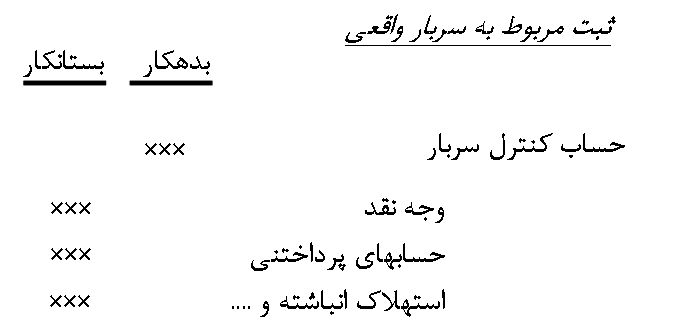 ثبت مربوط به سربار واقعی
بدهکار بستانکار
حساب کنترل سربار ×××
وجه نقد ×××
حسابهای پرداختنی ×××
استهلاک انباشته و .... ×××